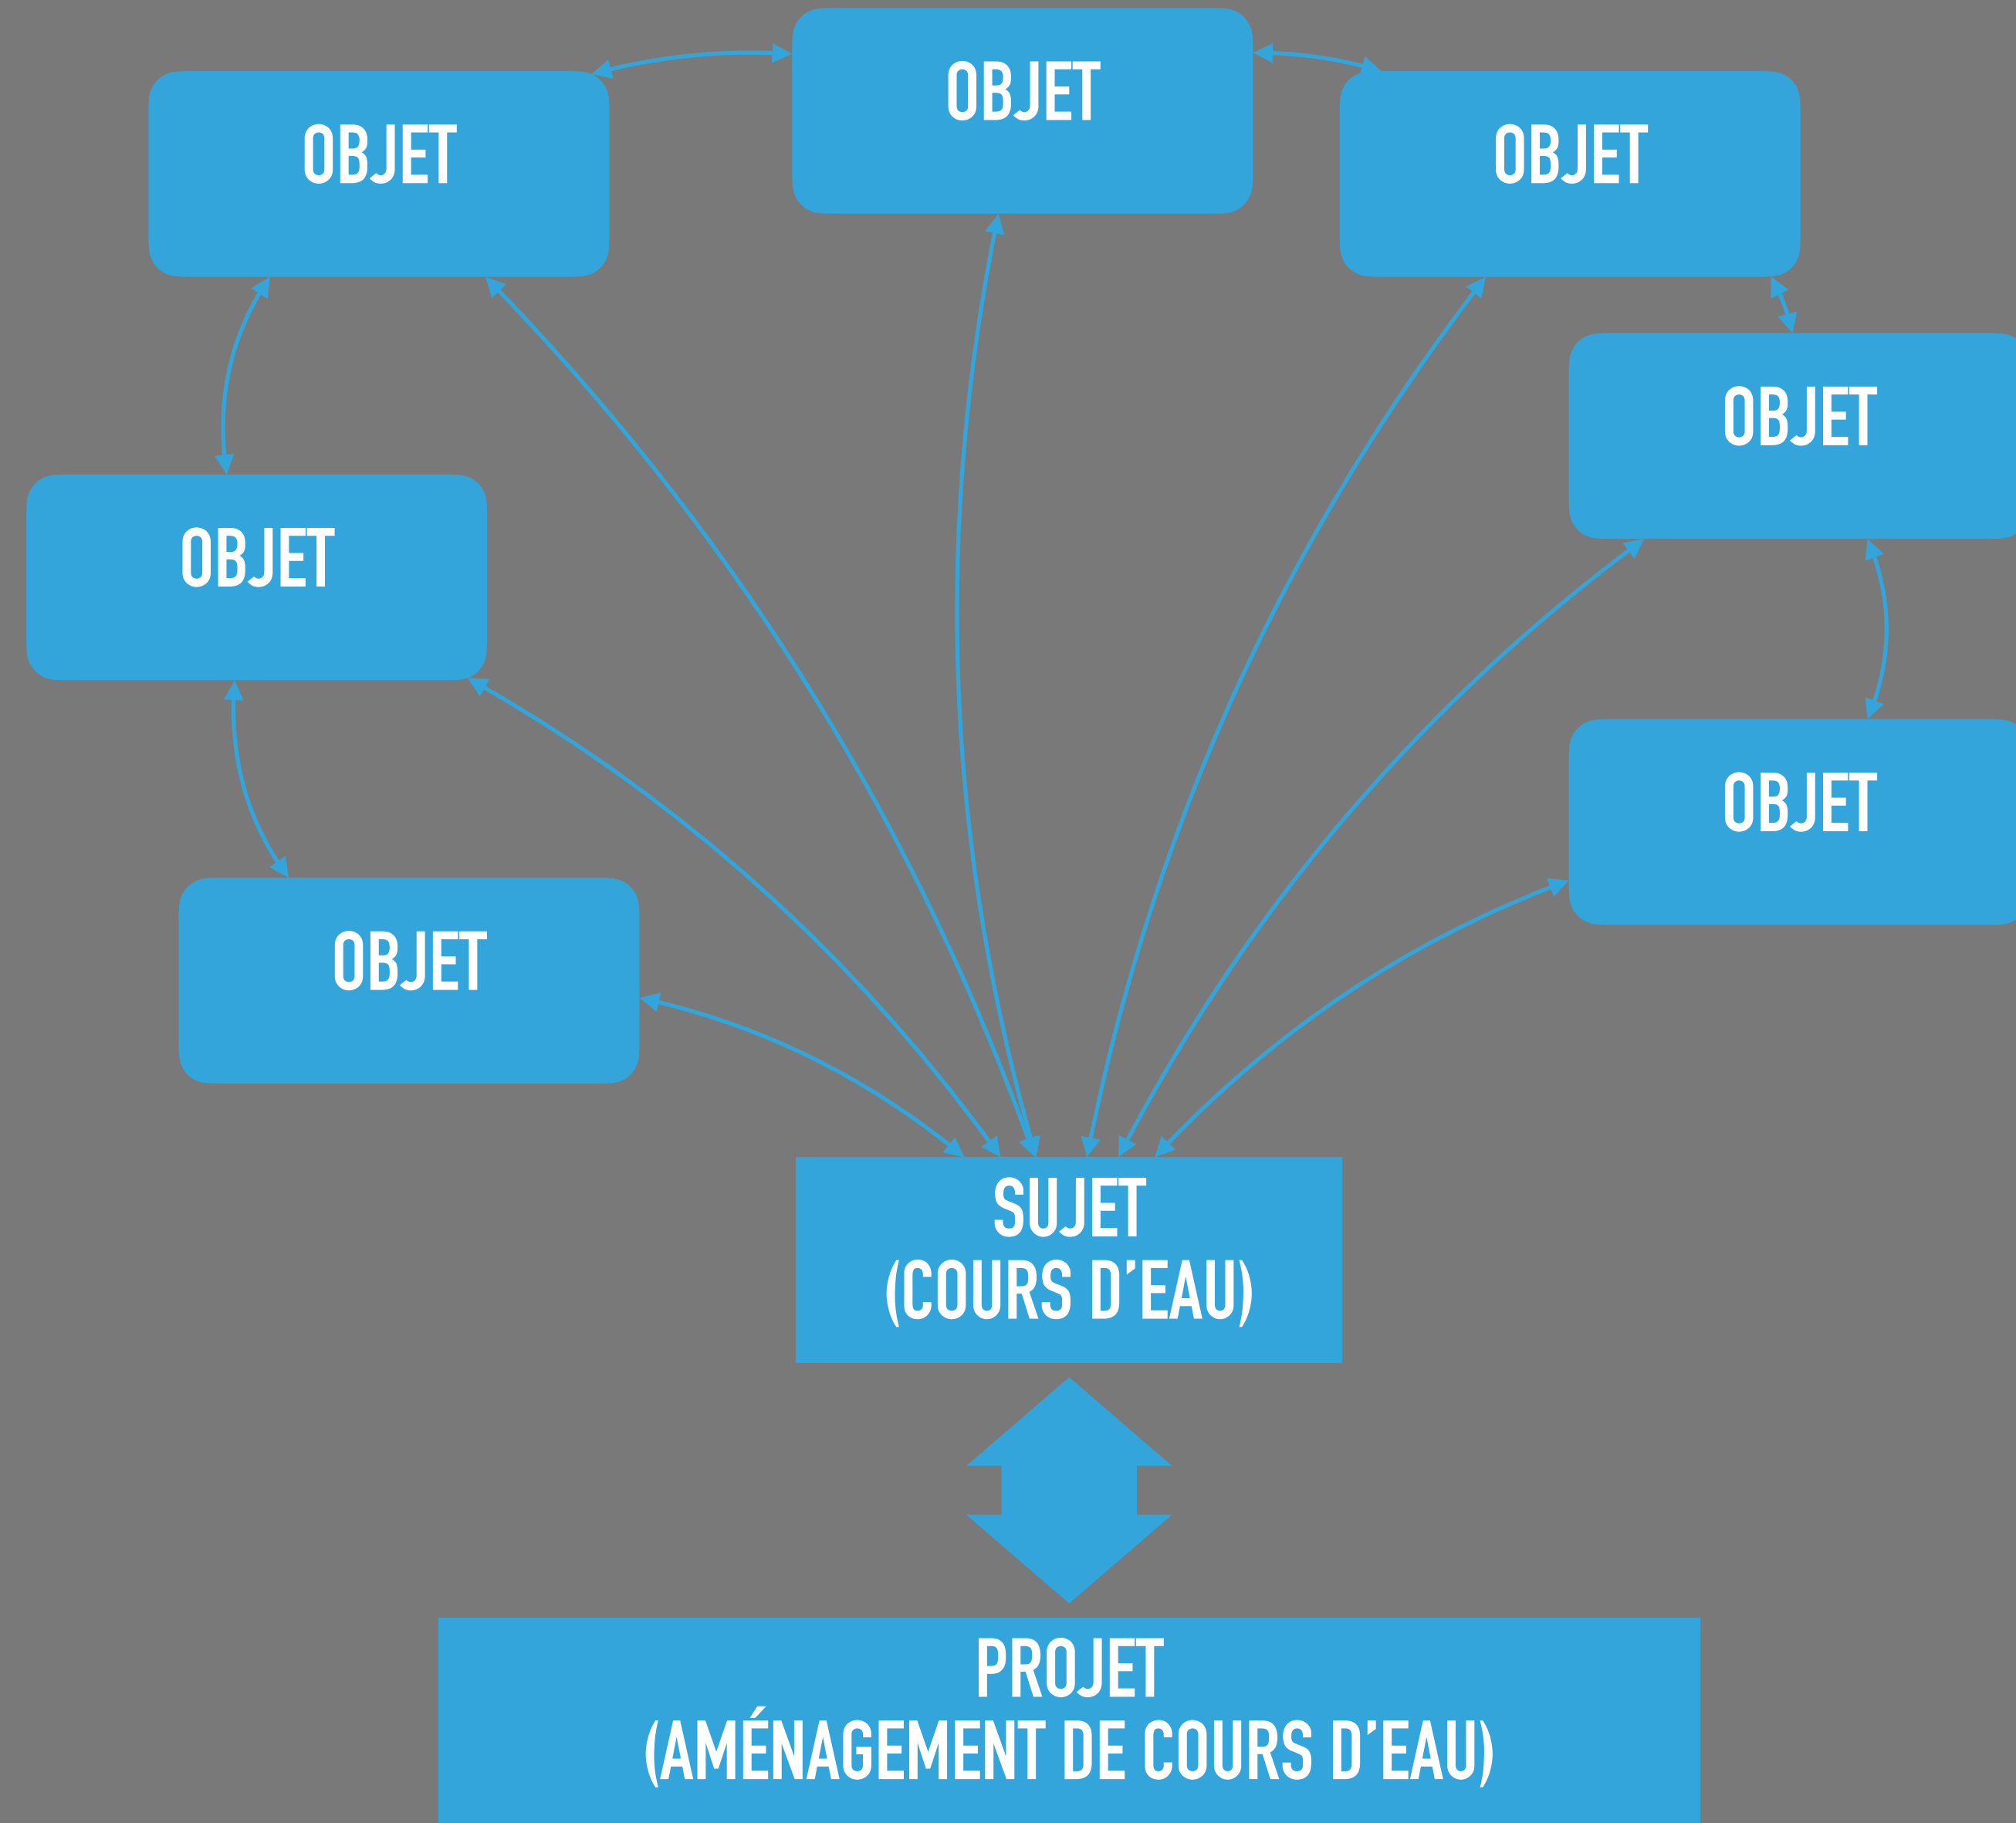 OBJET
OBJET
OBJET
OBJET
OBJET
OBJET
OBJET
SUJET
(COURS D'EAU)
PROJET
(AMÉNAGEMENT DE COURS D'EAU)